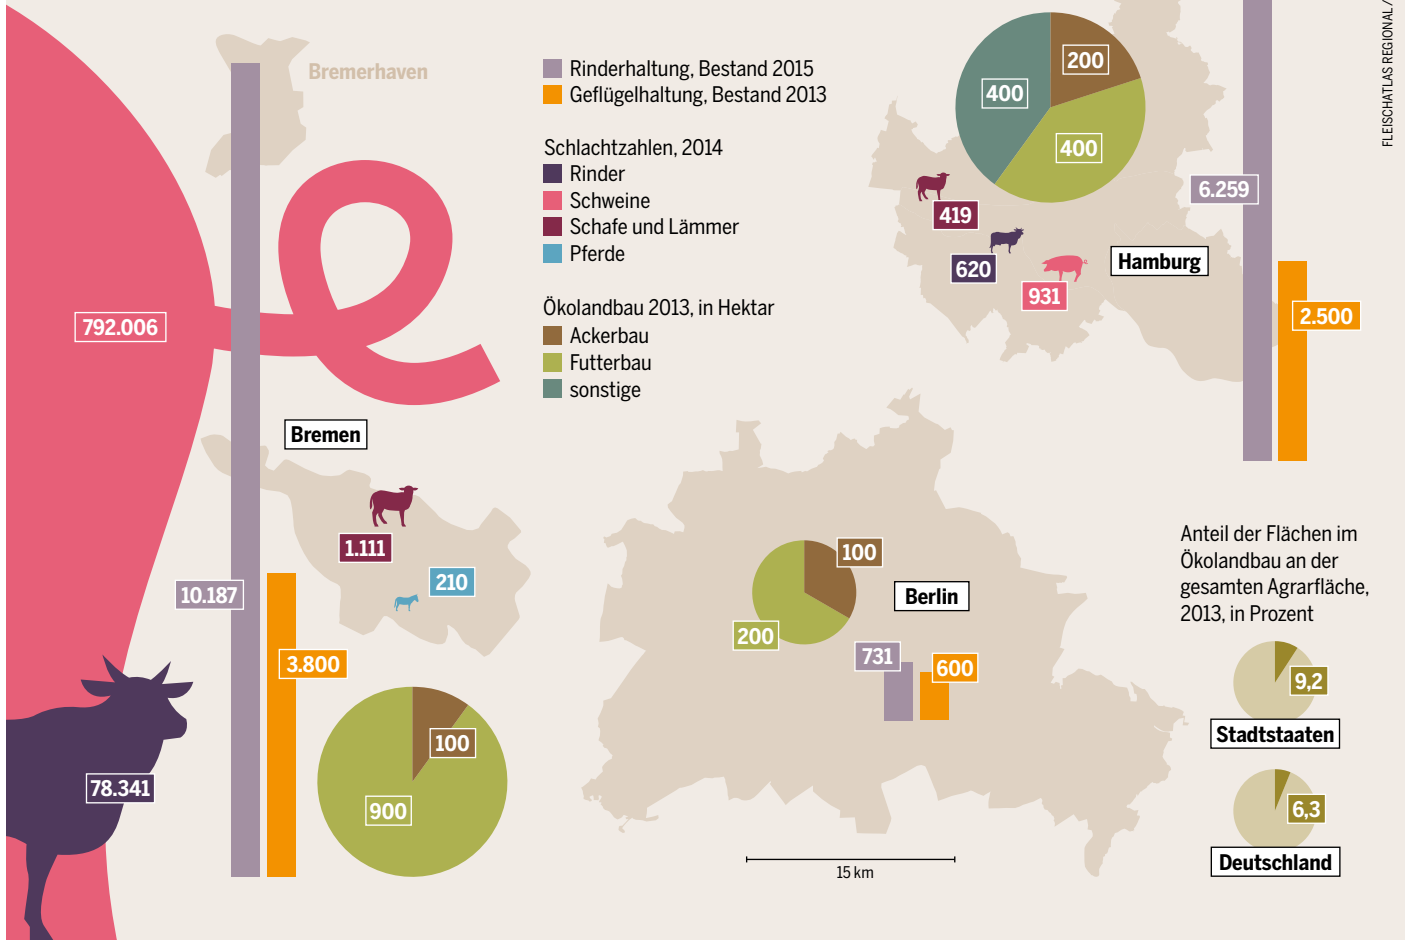 Bremerhaven
792.006
Bremen
1.111
210
10.187
3.800
100
900
78.341
Rinderhaltung, Bestand 2015
Geflügelhaltung, Bestand 2013
Schlachtzahlen, 2014
Rinder
Schweine
Schafe und Lämmer
Pferde
Ökolandbau 2013, in Hektar
Ackerbau
Futterbau
sonstige
200
400
400
419
620
931
Hamburg
6.259
2.500
FLEISCHATLAS REGIONAL/
100
200
Berlin
731
600
15 km
Anteil der Flächen im
Ökolandbau an der
gesamten Agrarfläche,
2013, in Prozent
9,2
Stadtstaaten
6,3
Deutschland